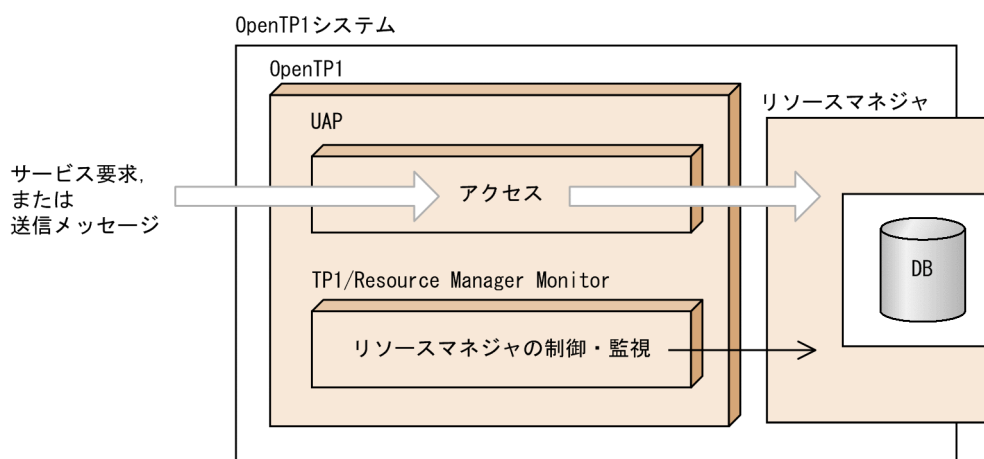 OpenTP1システム
OpenTP1
リソースマネジャ
UAP
サービス要求,
または
送信メッセージ
アクセス
DB
TP1/Resource Manager Monitor
リソースマネジャの制御・監視